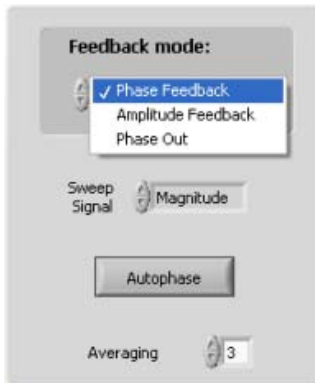 Feedback mode:
✓ Phase Feedback
Amplitude Feedback
Phase Out
Sweep
Signal
Magnitude
Autophase
Averaging 3